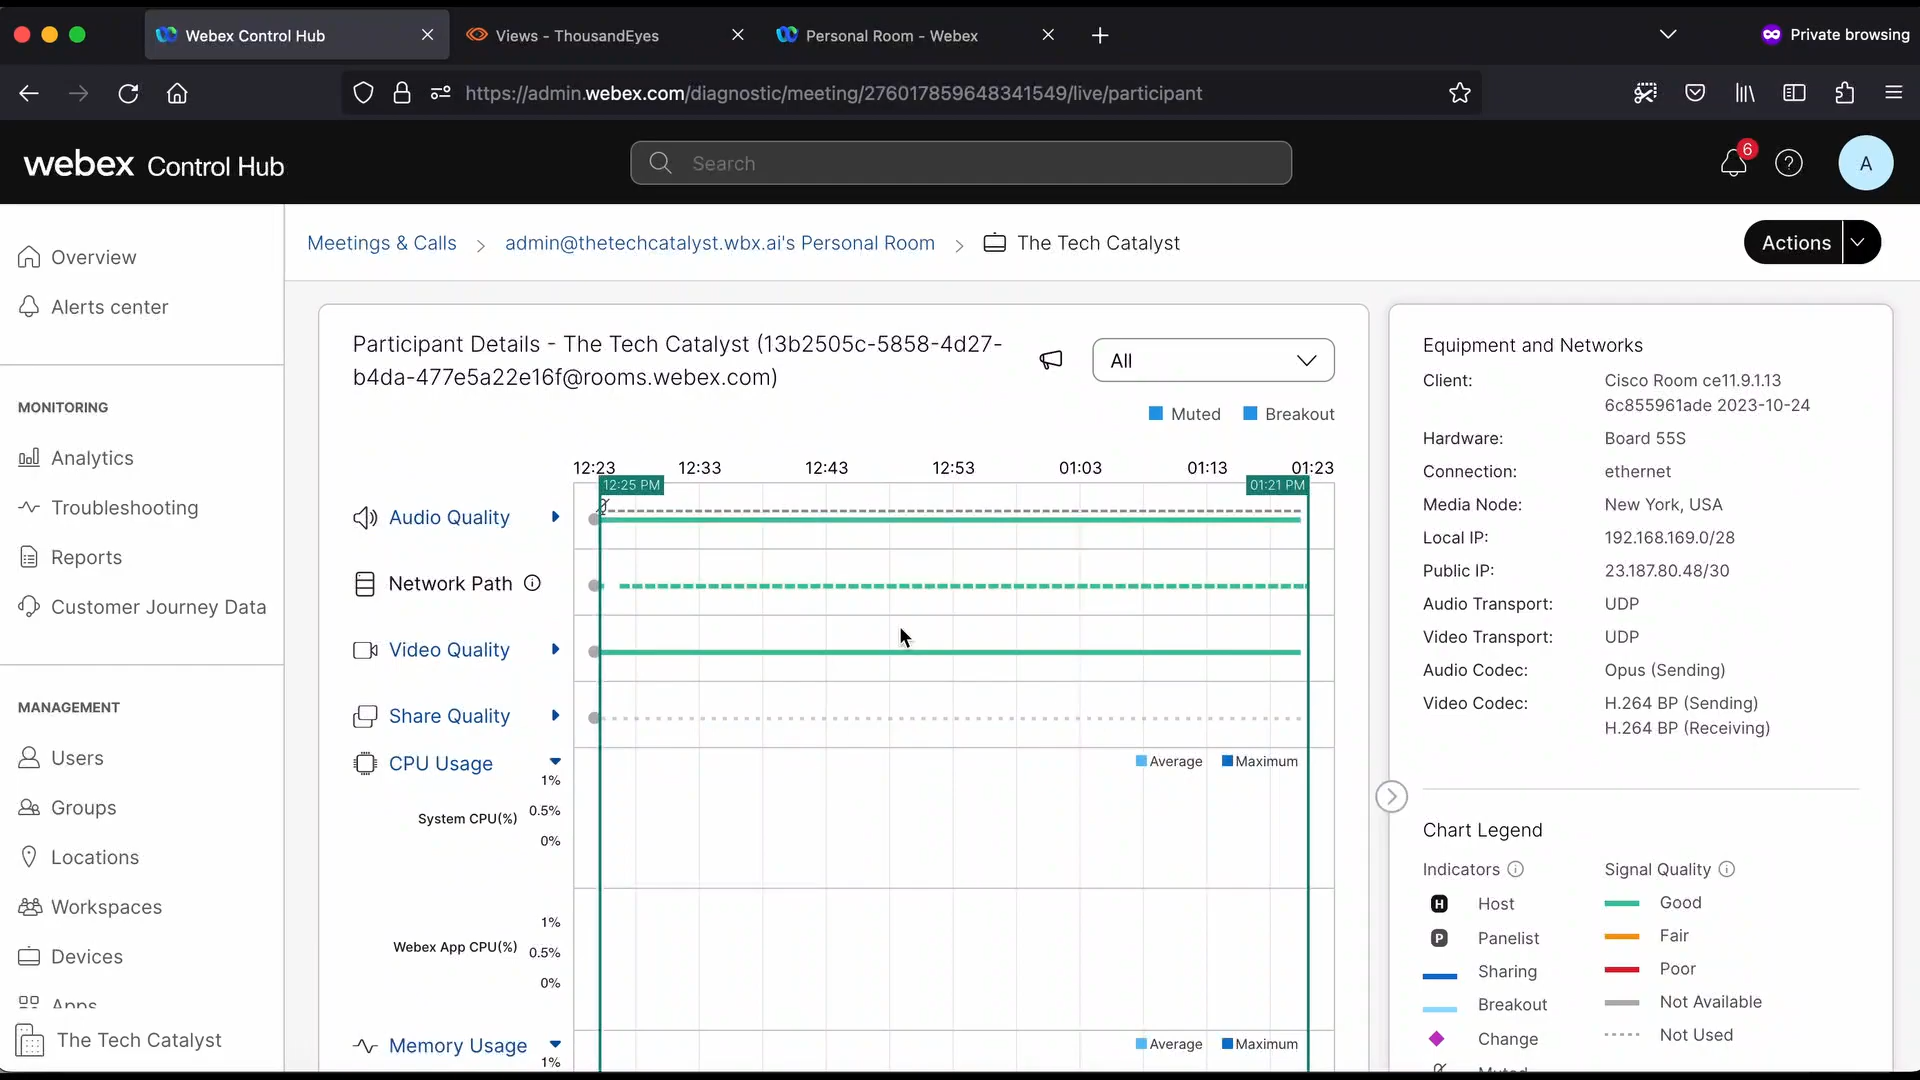 Webex Control Hub
Views - ThousandEyes
Personal Room - Webex
Private browsing
https://admin.webex.com/diagnostic/meeting/276017859648341549/live/participant
webex Control Hub
Search
6
A
Overview
Alerts center
MONITORING
Analytics
Troubleshooting
Reports
Customer Journey Data
MANAGEMENT
Users
Groups
Locations
Workspaces
Devices
Apps
The Tech Catalyst
Meetings & Calls
admin@thetechcatalyst.wbx.ai's Personal Room
The Tech Catalyst
Actions
Participant Details - The Tech Catalyst (13b2505c-5858-4d27-
b4da-477e5a22e16f@rooms.webex.com)
All
Muted Breakout
12:23 12:33 12:43 12:53 01:03 01:13 01:23
12:25 PM 01:21 PM
Audio Quality
Network Path
Video Quality
Share Quality
CPU Usage
Average Maximum
1%
System CPU(%) 0.5%
0%
1%
Webex App CPU(%) 0.5%
0%
Memory Usage
Average Maximum
1%
Equipment and Networks
Client: Cisco Room ce11.9.1.13
6c855961ade 2023-10-24
Hardware: Board 55S
Connection: ethernet
Media Node: New York, USA
Local IP: 192.168.169.0/28
Public IP: 23.187.80.48/30
Audio Transport: UDP
Video Transport: UDP
Audio Codec: Opus (Sending)
Video Codec: H.264 BP (Sending)
H.264 BP (Receiving)
Chart Legend
Indicators Signal Quality
H Host Good
P Panelist Fair
Sharing Poor
Breakout Not Available
Change Not Used
Muted